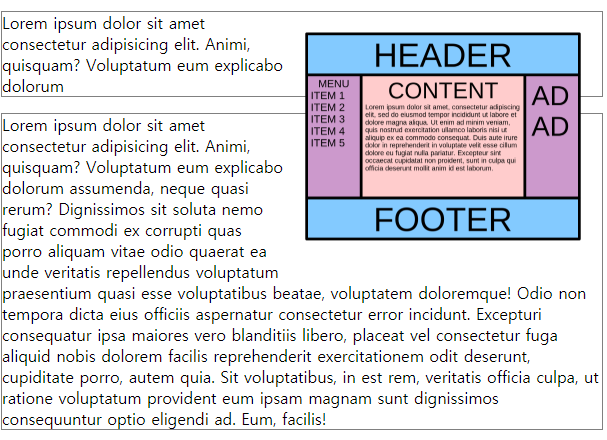 Lorem ipsum dolor sit amet
consectetur adipisicing elit. Animi,
quisquam? Voluptatum eum explicabo
dolorum
HEADER
MENU
ITEM 1
ITEM 2
ITEM 3
ITEM 4
ITEM 5
CONTENT
Lorem ipsum dolor sit amet, consectetur adipiscing
elit, sed do eiusmod tempor incididunt ut labore et
dolore magna aliqua. Ut enim ad minim veniam,
quis nostrud exercitation ullamco laboris nisi ut
aliquip ex ea commodo consequat. Duis aute irure
dolor in reprehenderit in voluptate velit esse cillum
dolore eu fugiat nulla pariatur. Excepteur sint
occaecat cupidatat non proident, sunt in culpa qui
officia deserunt mollit anim id est laborum.
AD
AD
FOOTER
Lorem ipsum dolor sit amet
consectetur adipisicing elit. Animi,
quisquam? Voluptatum eum explicabo
dolorum assumenda, neque quasi
rerum? Dignissimos sit soluta nemo
fugiat commodi ex corrupti quas
porro aliquam vitae odio quaerat ea
unde veritatis repellendus voluptatum
praesentium quasi esse voluptatibus beatae, voluptatem doloremque! Odio non
tempora dicta eius officiis aspernatur consectetur error incidunt. Excepturi
consequatur ipsa maiores vero blanditiis libero, placeat vel consectetur fuga
aliquid nobis dolorem facilis reprehenderit exercitationem odit deserunt,
cupiditate porro, autem quia. Sit voluptatibus, in est rem, veritatis officia culpa, ut
ratione voluptatum provident eum ipsam magnam sunt dignissimos
consequuntur optio eligendi ad. Eum, facilis!